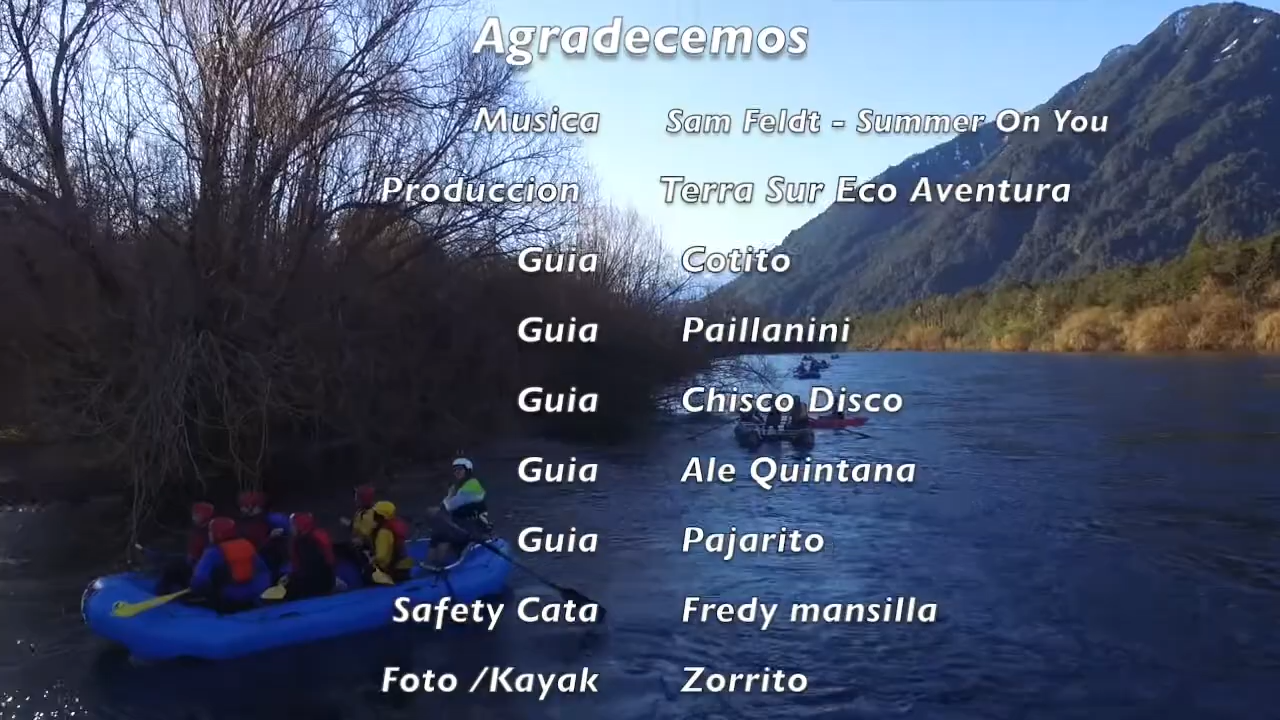 Agradecemos
Musica Sam Feldt - Summer On You
Produccion Terra Sur Eco Aventura
Guia Cotito
Guia Paillanini
Guia Chisco Disco
Guia Ale Quintana
Guia Pajarito
Safety Cata Fredy mansilla
Foto /Kayak Zorrito